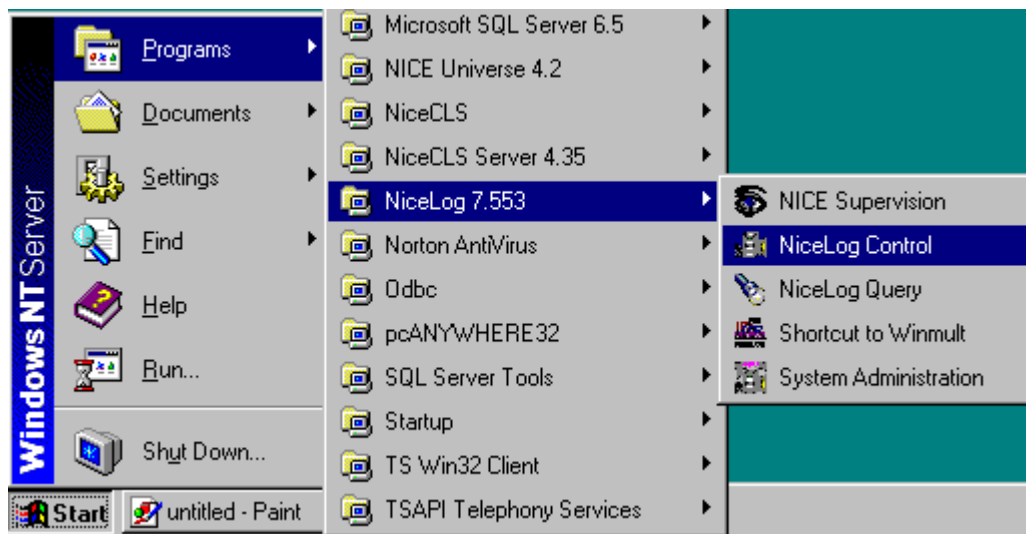 Windows NT Server
Programs
Documents
Settings
Find
Help
Run...
Shut Down...
Start
untitled - Paint
Microsoft SQL Server 6.5
NICE Universe 4.2
NiceCLS
NiceCLS Server 4.35
NiceLog 7.553
Norton AntiVirus
Odbc
pcANYWHERE32
SQL Server Tools
Startup
TS Win32 Client
TSAPI Telephony Services
NICE Supervision
NiceLog Control
NiceLog Query
Shortcut to Winmult
System Administration